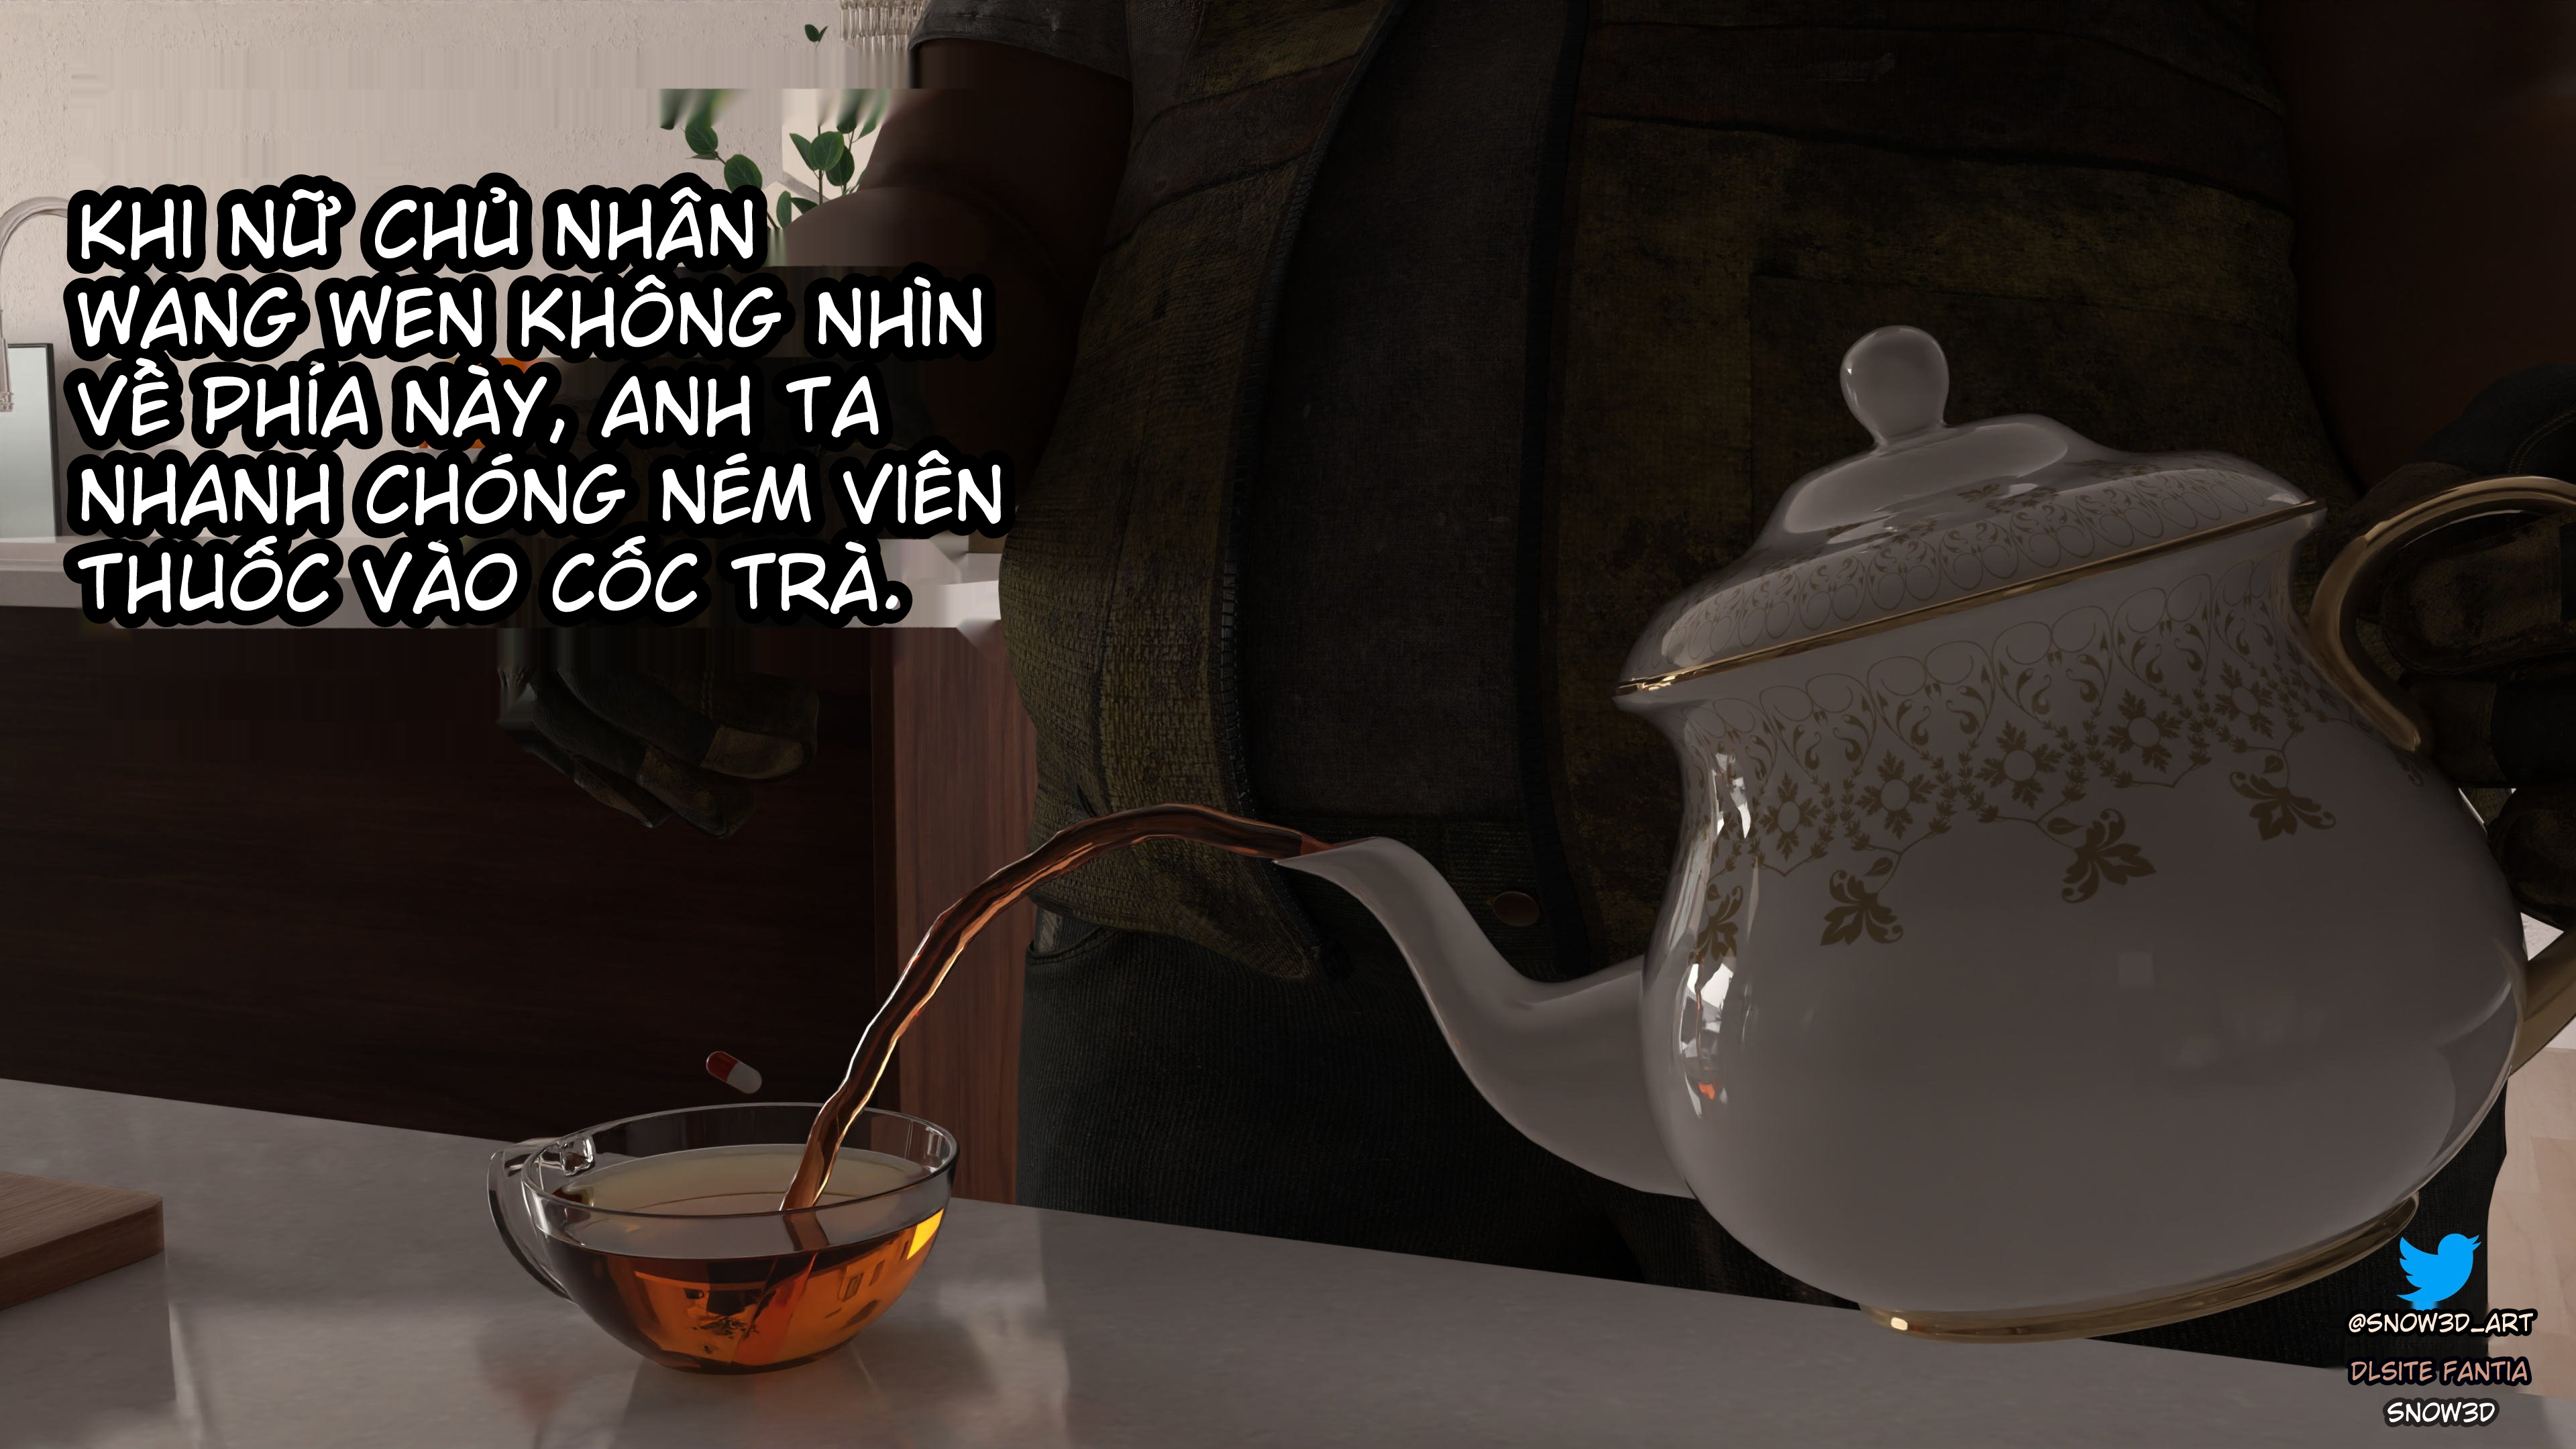 KHI NỮ CHỦ NHÂN
WANG WEN KHÔNG NHÌN
VỀ PHÍA NÀY, ANH TA
NHANH CHÓNG NÉM VIÊN
THUỐC VÀO CỐC TRÀ.
@SNOW3D_ART
DLSITE FANTIA
SNOW3D